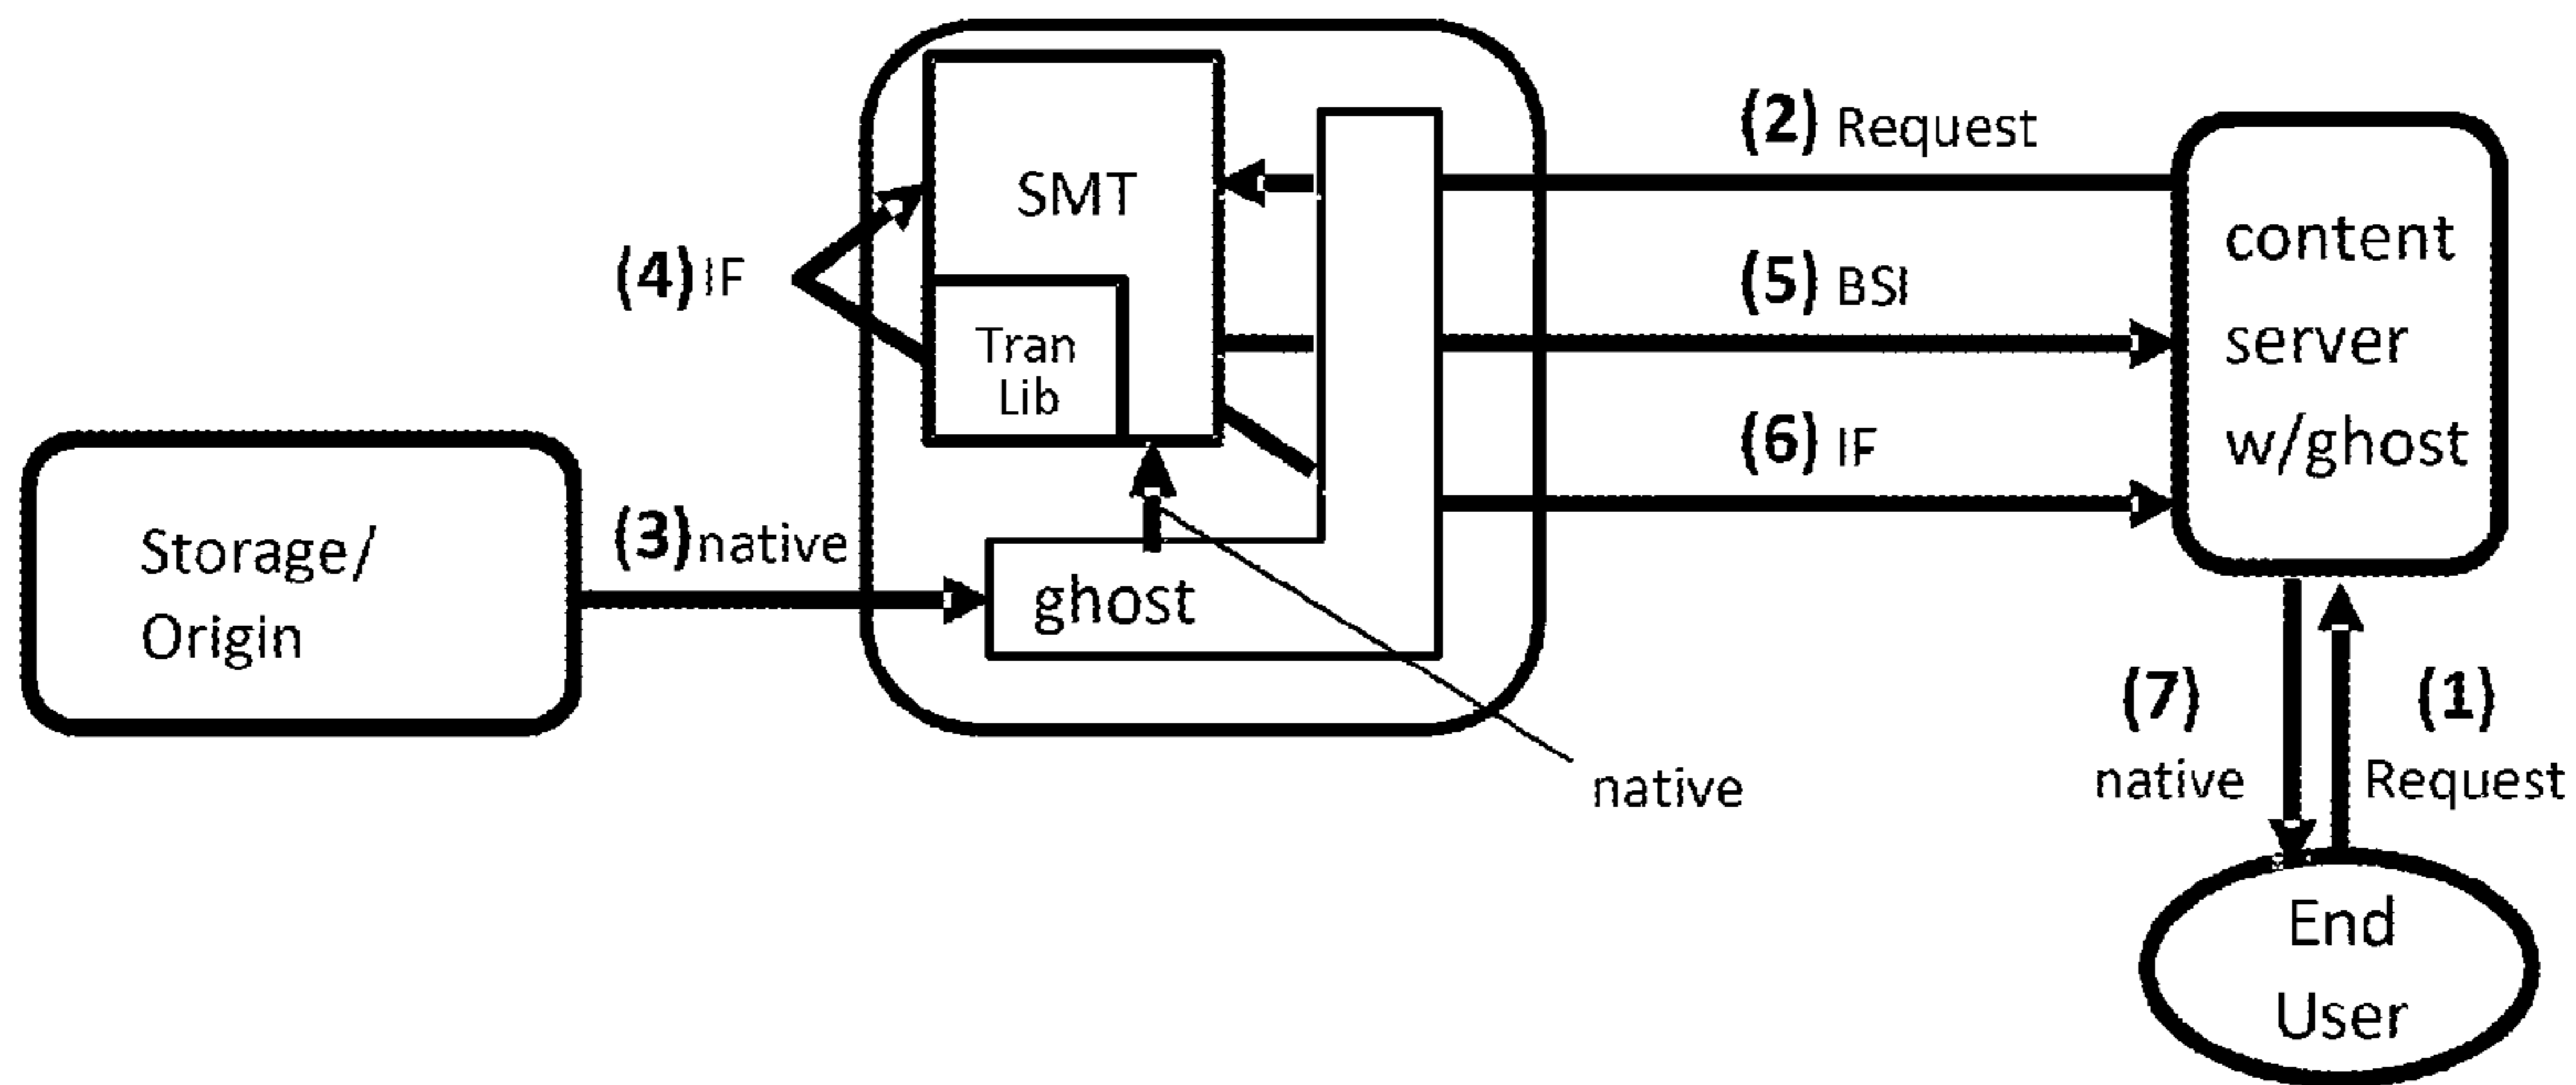 SMT
Tran
Lib
(4) IF
(2) Request
(5) BSI
(6) IF
content
server
w/ghost
Storage/
Origin
(3) native
ghost
native
(7)
native
(1)
Request
End
User